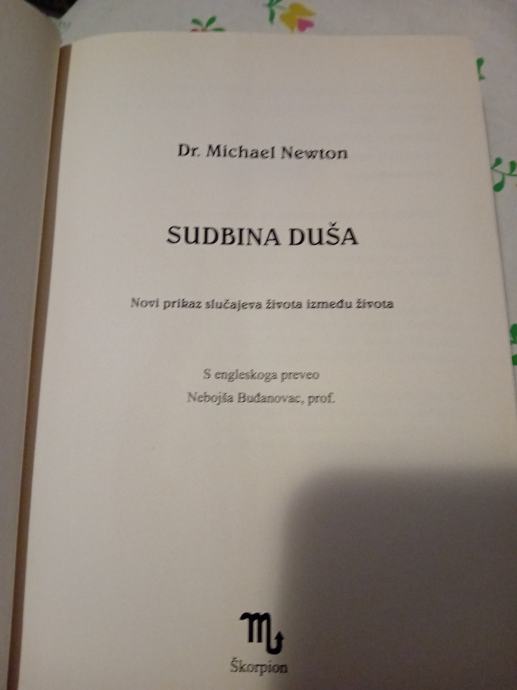 Dr. Michael Newton
SUDBINA DUŠA
Novi prikaz slučajeva života između života
S engleskoga preveo
Nebojša Buđanovac, prof.
Škorpion